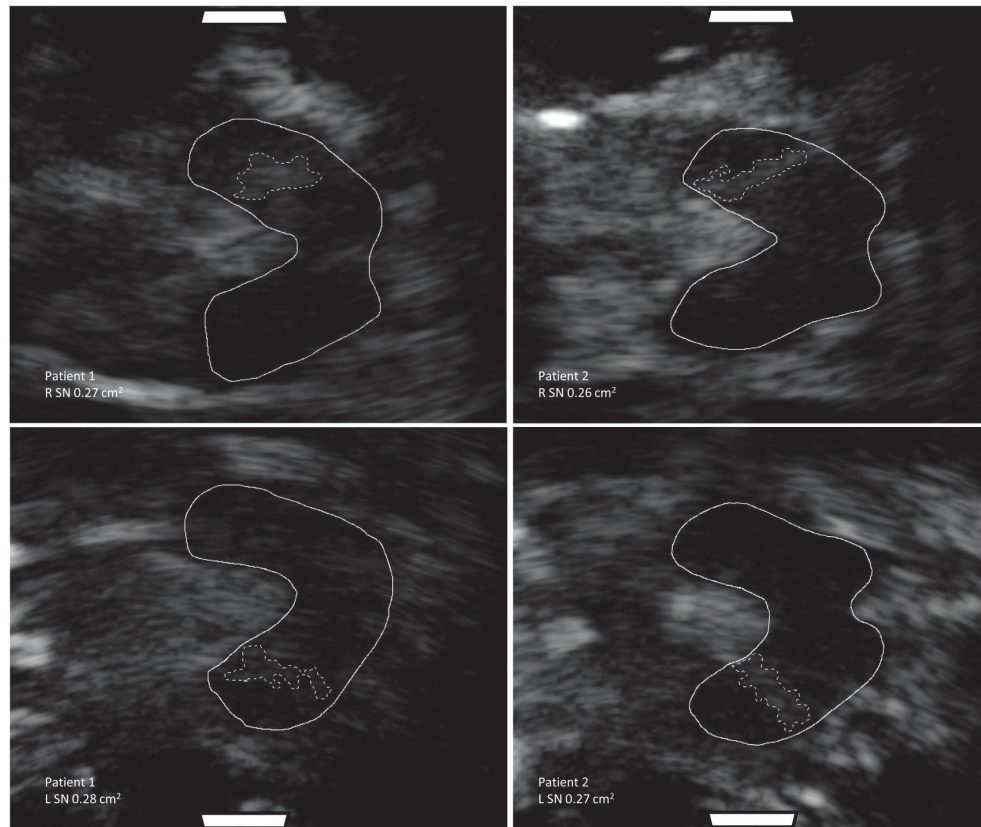 Patient 1
R SN 0.27 cm²
Patient 2
R SN 0.26 cm²
Patient 1
L SN 0.28 cm²
Patient 2
L SN 0.27 cm²